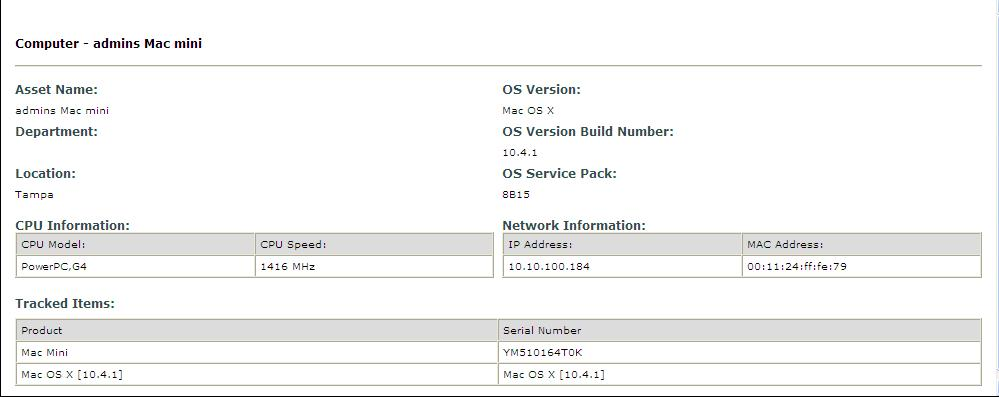 Computer - admins Mac mini
Asset Name:
OS Version:
admins Mac mini
Mac OS X
Department:
OS Version Build Number:
10.4.1
Location:
OS Service Pack:
Tampa
8B15
CPU Information:
Network Information:
CPU Model:
CPU Speed:
IP Address:
MAC Address:
PowerPC,G4
1416 MHz
10.10.100.184
00:11:24:ff:fe:79
Tracked Items:
Product
Serial Number
Mac Mini
YM510164T0K
Mac OS X [10.4.1]
Mac OS X [10.4.1]